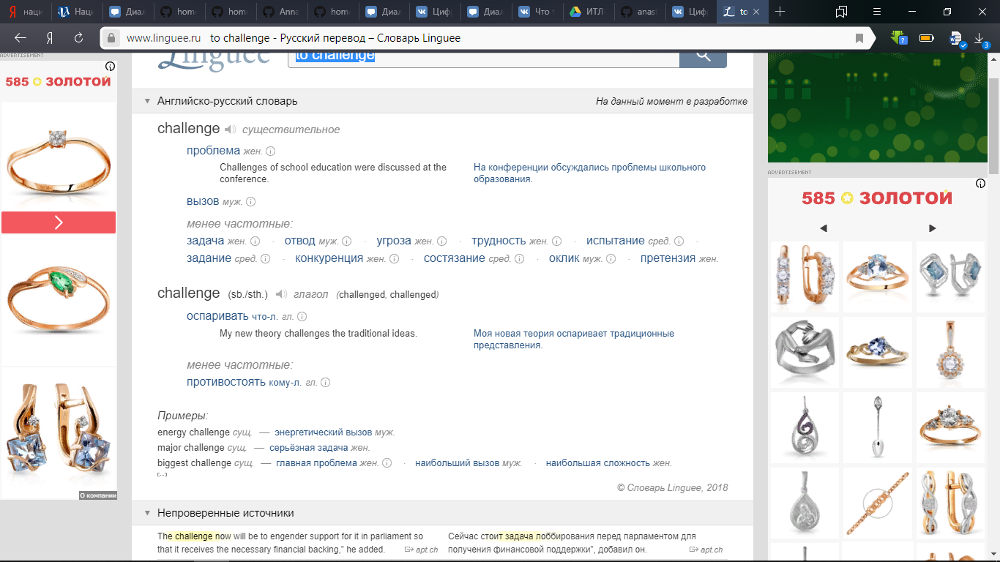 наци
Наци
Диал
home
home
Anna
home
Диал
Цифр
Диал
Что т
ИТЛ-
anas
Цифр
to
www.linguee.ru to challenge - Русский перевод – Словарь Linguee
ADVERTISEMENT
585 ЗОЛОТОЙ
О компании
Linguee
to challenge
Английско-русский словарь На данный момент в разработке
challenge существительное
проблема жен.
Challenges of school education were discussed at the
conference.
На конференции обсуждались проблемы школьного
образования.
вызов муж.
менее частотные:
задача жен. · отвод муж. · угроза жен. · трудность жен. · испытание сред. ·
задание сред. · конкуренция жен. · состязание сред. · оклик муж. · претензия жен.
challenge (sb./sth.) глагол (challenged, challenged)
оспаривать что-л. гл.
My new theory challenges the traditional ideas.
Моя новая теория оспаривает традиционные
представления.
менее частотные:
противостоять кому-л. гл.
Примеры:
energy challenge сущ. — энергетический вызов муж.
major challenge сущ. — серьёзная задача жен.
biggest challenge сущ. — главная проблема жен. · наибольший вызов муж. · наибольшая сложность жен.
[...]
© Словарь Linguee, 2018
Непроверенные источники
The challenge now will be to engender support for it in parliament so
that it receives the necessary financial backing,” he added. apt.ch
Сейчас стоит задача лоббирования перед парламентом для
получения финансовой поддержки”, добавил он. apt.ch
ADVERTISEMENT
585 ЗОЛОТОЙ